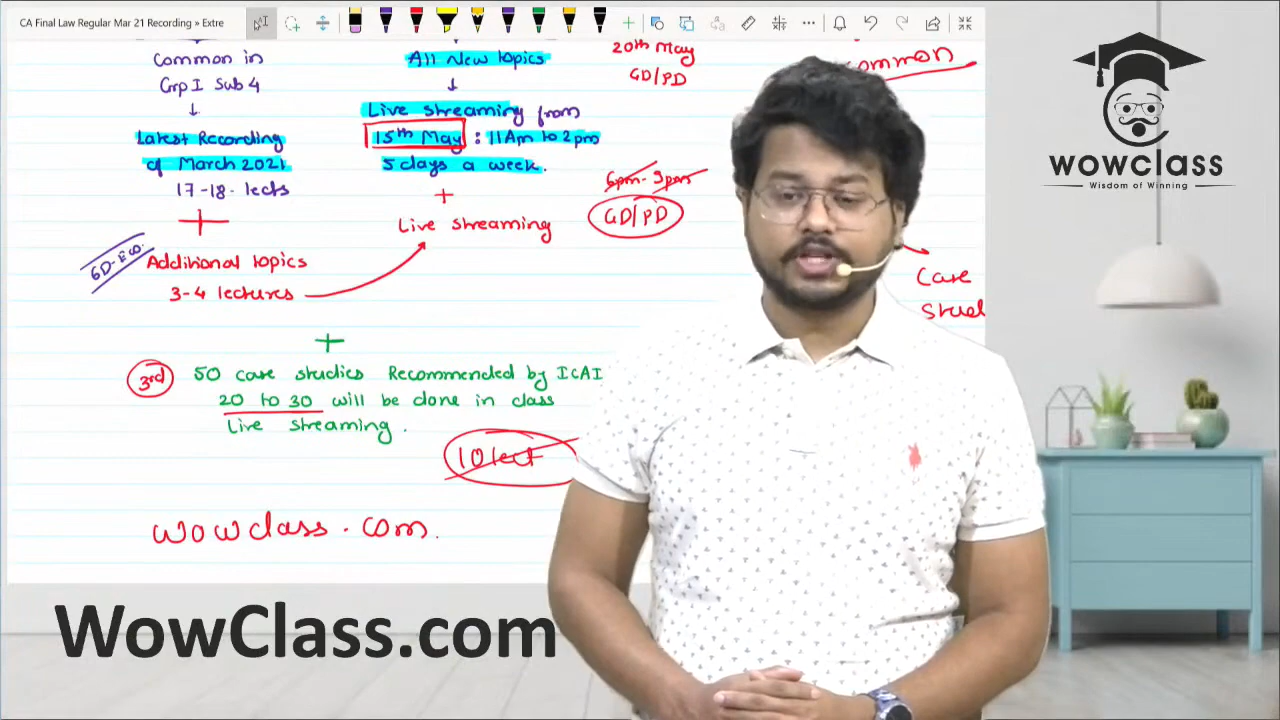 CA Final Law Regular Mar 21 Recording » Extre
Common in
Grp I Sub 4
Latest Recording
of March 2021
17-18- lects
+
6D-Eco.
Additional topics
3-4 lectures
All New topics
Live streaming from
15th May : 11Am to 2pm
5 days a week.
+
Live streaming
20th May
GD/PD
6pm - 9pm
GD/PD
common
Case
+
3rd
50 case studies Recommended by ICAI
20 to 30 will be done in class
Live streaming.
10 lect
wowclass.com.
WowClass.com
wowclass
Wisdom of Winning